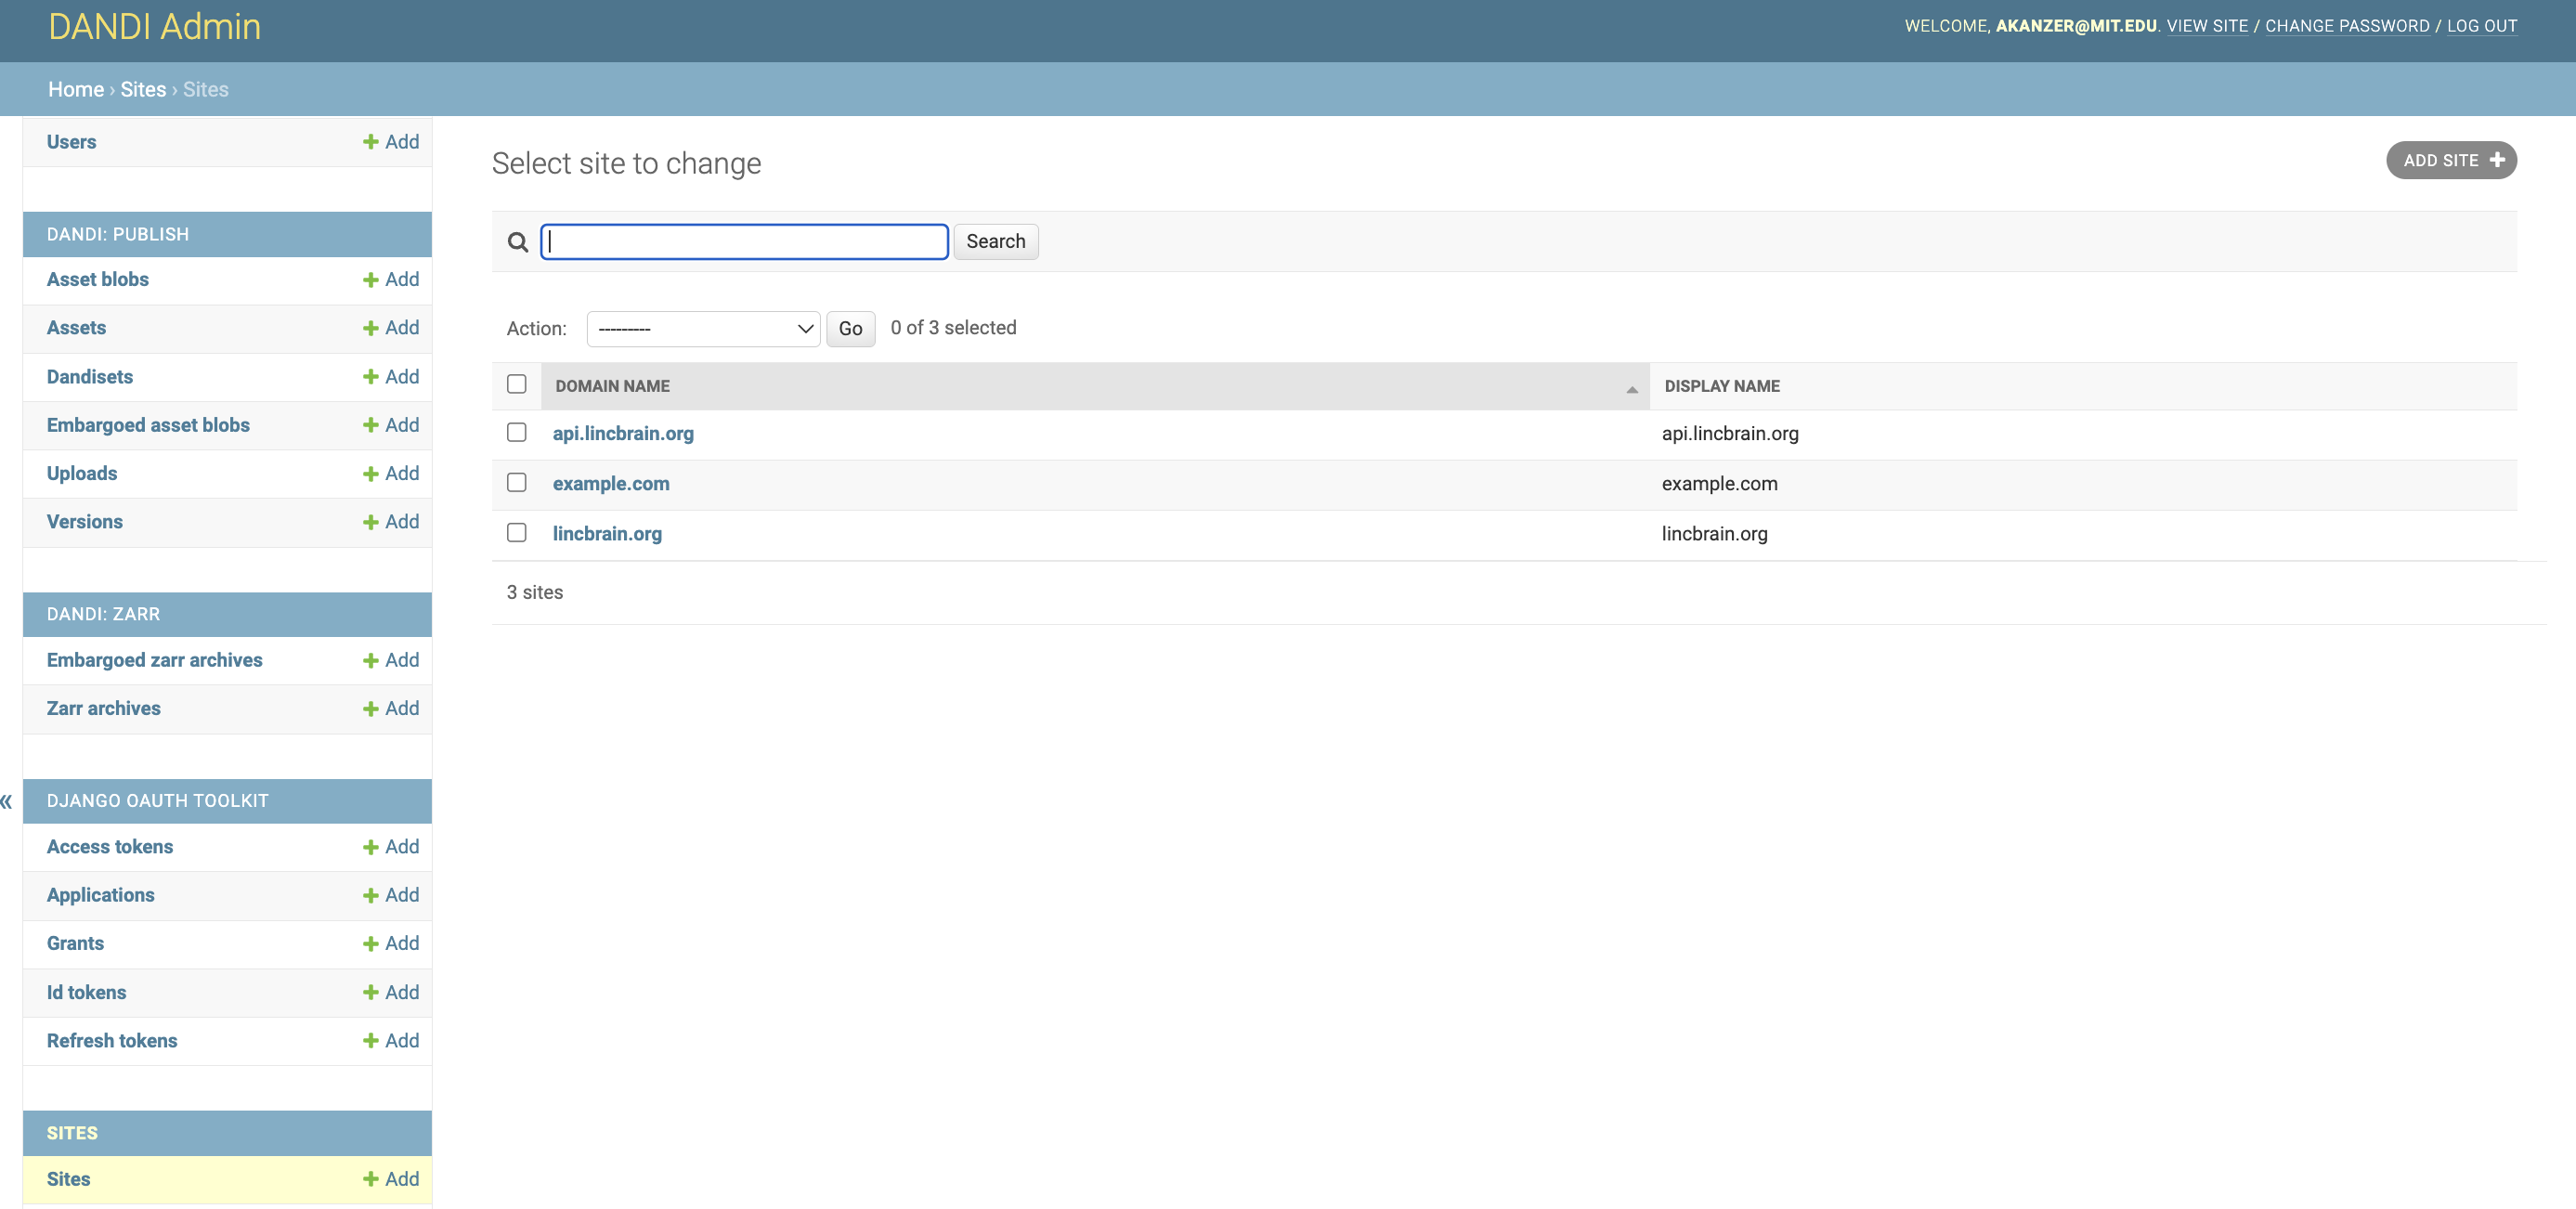 DANDI Admin
WELCOME, AKANZER@MIT.EDU. VIEW SITE / CHANGE PASSWORD / LOG OUT
Home › Sites › Sites
Users + Add
DANDI: PUBLISH
Asset blobs + Add
Assets + Add
Dandisets + Add
Embargoed asset blobs + Add
Uploads + Add
Versions + Add
DANDI: ZARR
Embargoed zarr archives + Add
Zarr archives + Add
«
DJANGO OAUTH TOOLKIT
Access tokens + Add
Applications + Add
Grants + Add
Id tokens + Add
Refresh tokens + Add
SITES
Sites + Add
Select site to change
ADD SITE +
Search
Action: --------- Go 0 of 3 selected
DOMAIN NAME DISPLAY NAME
api.lincbrain.org api.lincbrain.org
example.com example.com
lincbrain.org lincbrain.org
3 sites